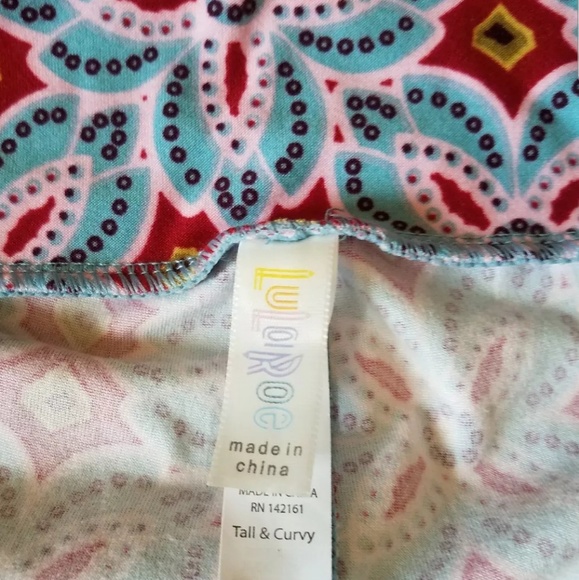 LuLaRoe
made in
china
MADE IN CHINA
RN 142161
Tall & Curvy